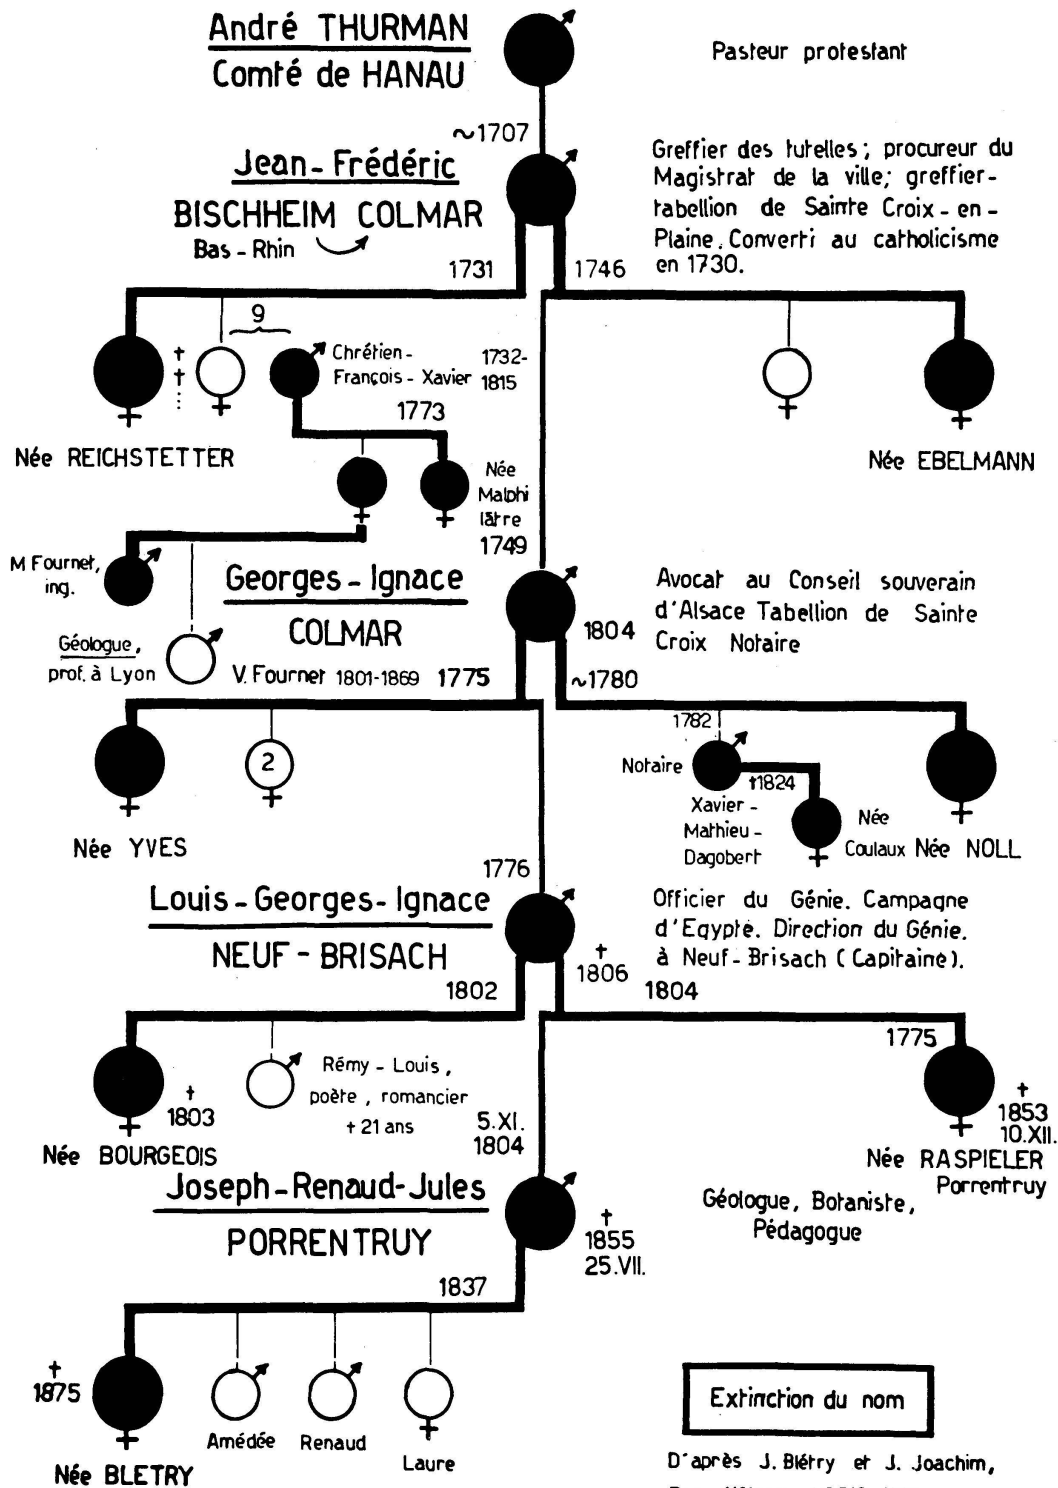 André THURMAN
Comté de HANAU
Pasteur protestant
~1707
Jean-Frédéric
BISCHHEIM COLMAR
Bas-Rhin
Greffier des tutelles; procureur du
Magistrat de la ville; greffier-
tabellion de Sainte Croix-en-
Plaine. Converti au catholicisme
en 1730.
1731
1746
9
†
†
Chrétien-
François-Xavier
1732-
1815
1773
Née REICHSTETTER
Née
Malphi
lâtre
1749
Née EBELMANN
M Fournet,
ing.
Géologue,
prof. à Lyon
V. Fournet 1801-1869
Georges-Ignace
COLMAR
1804
Avocat au Conseil souverain
d'Alsace Tabellion de Sainte
Croix Notaire
1775
~1780
2
Née YVES
1782
Notaire
†1824
Xavier-
Mathieu-
Dagobert
Née
Coulaux
Née NOLL
1776
Louis-Georges-Ignace
NEUF-BRISACH
†
1806
Officier du Génie. Campagne
d'Egypte. Direction du Génie.
à Neuf-Brisach (Capitaine).
1802
1804
†
1803
Née BOURGEOIS
Rémy-Louis,
poète, romancier
† 21 ans
1775
†
1853
10.XII.
Née RASPIELER
Porrentruy
5.XI.
1804
Joseph-Renaud-Jules
PORRENTRUY
†
1855
25.VII.
Géologue, Botaniste,
Pédagogue
1837
†
1875
Née BLETRY
Amédée
Renaud
Laure
Extinction du nom
D'après J. Blétry et J. Joachim,